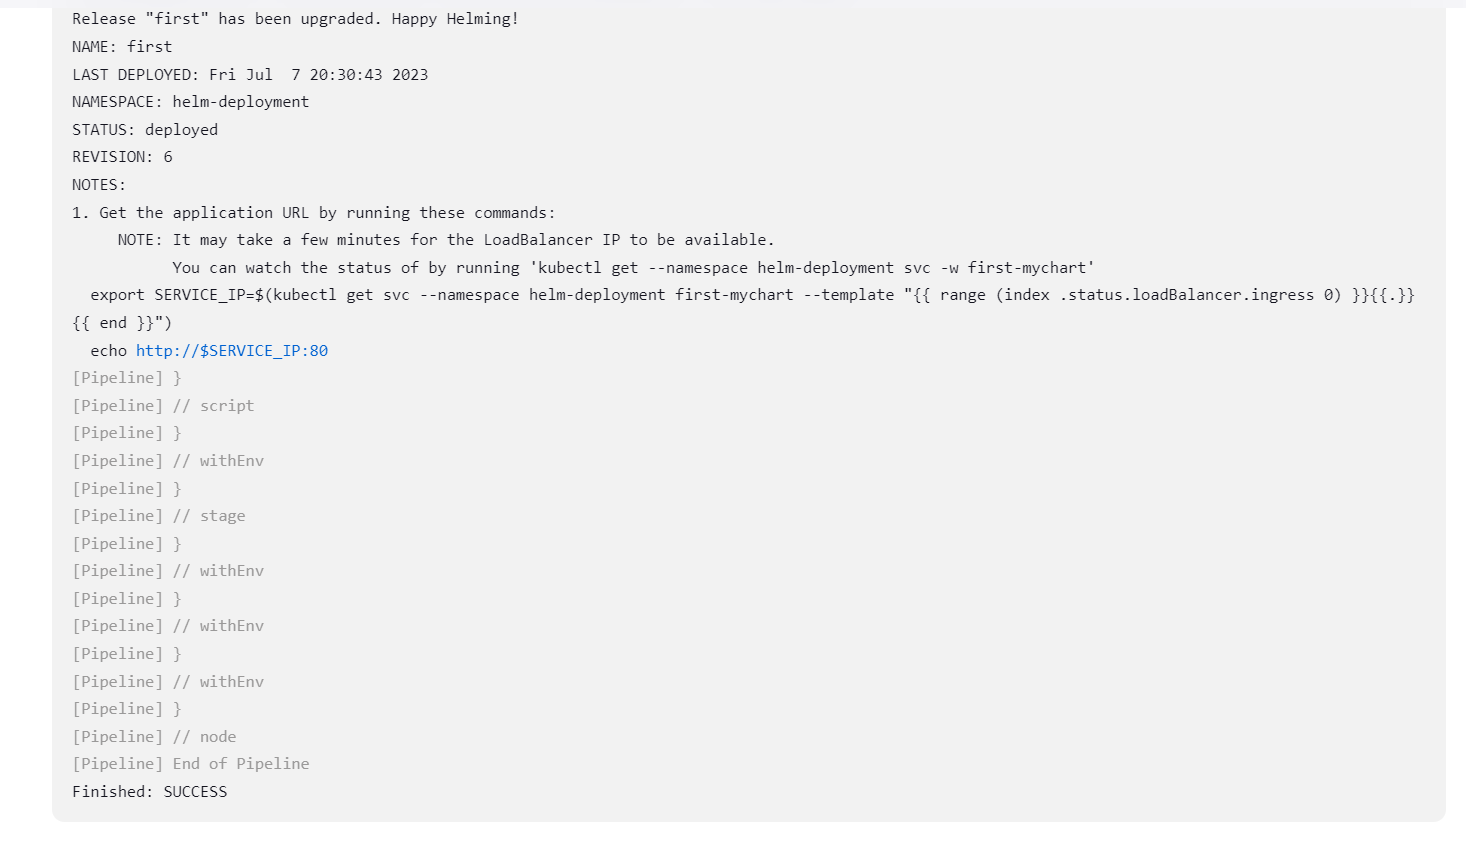 Release "first" has been upgraded. Happy Helming!
NAME: first
LAST DEPLOYED: Fri Jul  7 20:30:43 2023
NAMESPACE: helm-deployment
STATUS: deployed
REVISION: 6
NOTES:
1. Get the application URL by running these commands:
     NOTE: It may take a few minutes for the LoadBalancer IP to be available.
           You can watch the status of by running 'kubectl get --namespace helm-deployment svc -w first-mychart'
  export SERVICE_IP=$(kubectl get svc --namespace helm-deployment first-mychart --template "{{ range (index .status.loadBalancer.ingress 0) }}{{.}}
{{ end }}")
  echo http://$SERVICE_IP:80
[Pipeline] }
[Pipeline] // script
[Pipeline] }
[Pipeline] // withEnv
[Pipeline] }
[Pipeline] // stage
[Pipeline] }
[Pipeline] // withEnv
[Pipeline] }
[Pipeline] // withEnv
[Pipeline] }
[Pipeline] // withEnv
[Pipeline] }
[Pipeline] // node
[Pipeline] End of Pipeline
Finished: SUCCESS